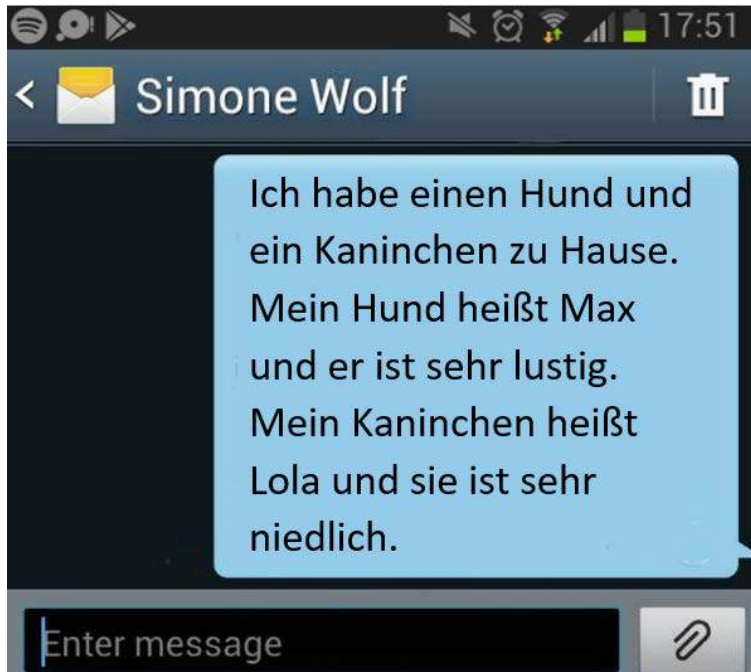 17:51
< Simone Wolf
Ich habe einen Hund und
ein Kaninchen zu Hause.
Mein Hund heißt Max
und er ist sehr lustig.
Mein Kaninchen heißt
Lola und sie ist sehr
niedlich.
Enter message